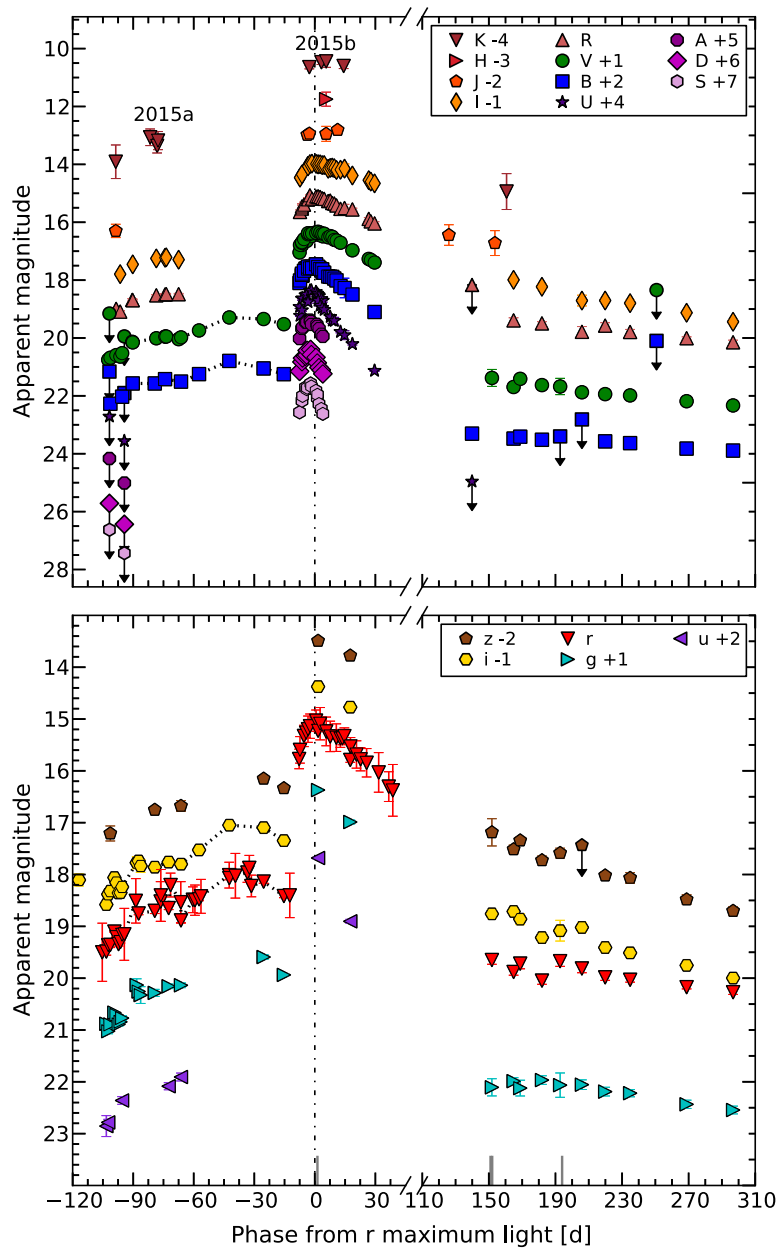 2015b
2015a
K -4
H -3
J -2
I -1
R
V +1
B +2
U +4
A +5
D +6
S +7
10
12
14
16
18
20
22
24
26
28
Apparent magnitude
z -2
i -1
r
g +1
u +2
13
14
15
16
17
18
19
20
21
22
23
Apparent magnitude
−120 −90 −60 −30 0 30 110 150 190 230 270 310
Phase from r maximum light [d]